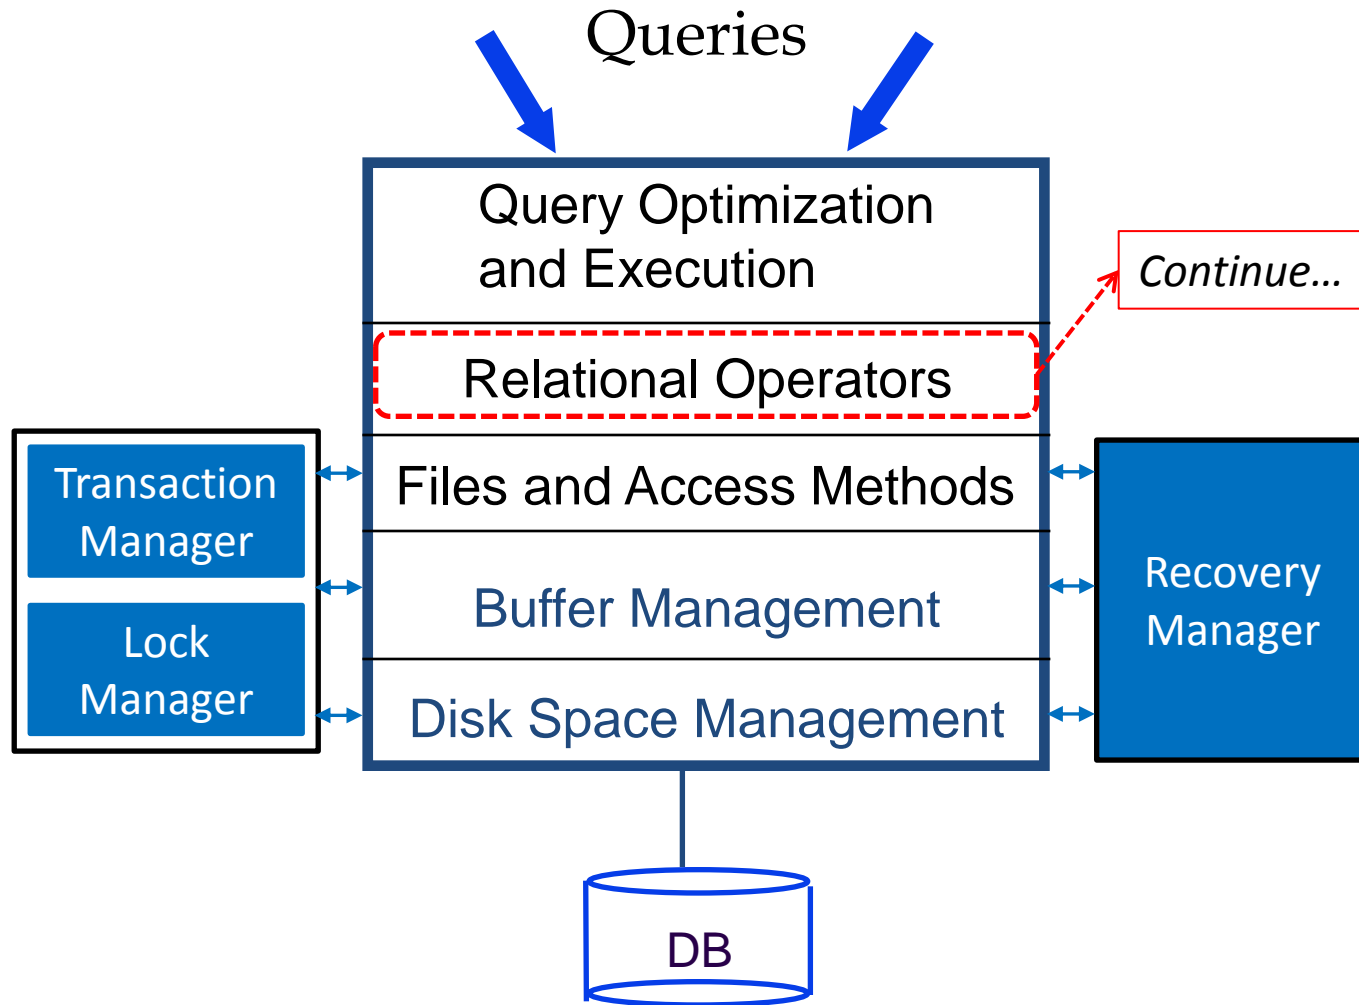 Queries
Query Optimization
and Execution
Continue...
Relational Operators
Transaction
Manager
Files and Access Methods
Recovery
Manager
Buffer Management
Lock
Manager
Disk Space Management
DB